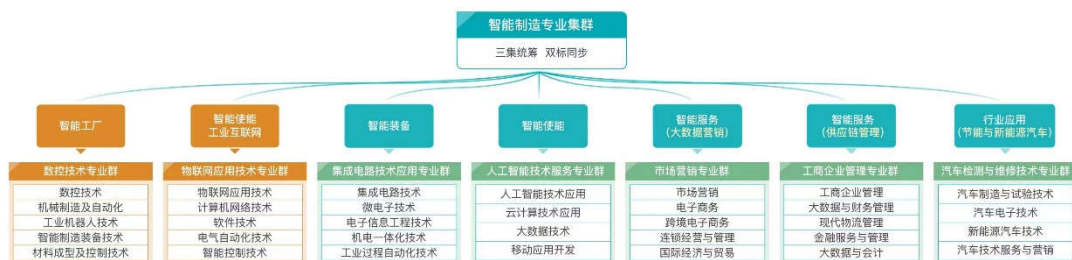 智能制造专业集群
三集统筹 双标同步
智能工厂
智能使能
工业互联网
智能装备
智能使能
智能服务
(大数据营销)
智能服务
(供应链管理)
行业应用
(节能与新能源汽车)
数控技术专业群
数控技术
机械制造及自动化
工业机器人技术
智能制造装备技术
材料成型及控制技术
物联网应用技术专业群
物联网应用技术
计算机网络技术
软件技术
电气自动化技术
智能控制技术
集成电路技术应用专业群
集成电路技术
微电子技术
电子信息工程技术
机电一体化技术
工业过程自动化技术
人工智能技术服务专业群
人工智能技术应用
云计算技术应用
大数据技术
移动应用开发
市场营销专业群
市场营销
电子商务
跨境电子商务
连锁经营与管理
国际经济与贸易
工商企业管理专业群
工商企业管理
大数据与财务管理
现代物流管理
金融服务与管理
大数据与会计
汽车检测与维修技术专业群
汽车制造与试验技术
汽车电子技术
新能源汽车技术
汽车技术服务与营销